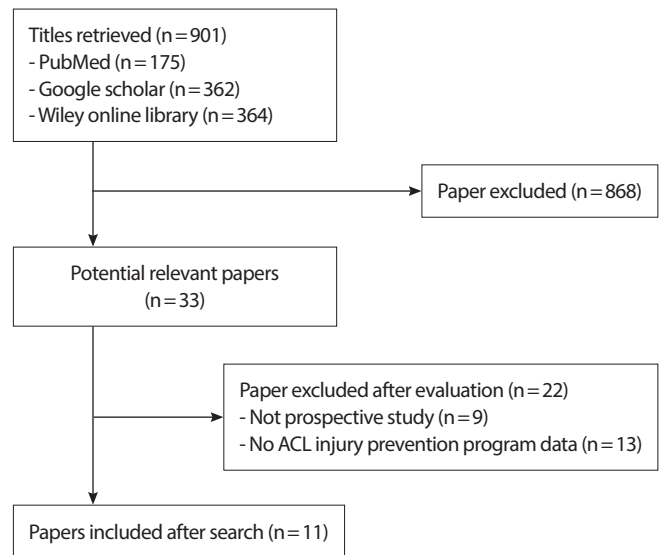 Titles retrieved (n=901)
- PubMed (n=175)
- Google scholar (n=362)
- Wiley online library (n=364)
Paper excluded (n=868)
Potential relevant papers
(n=33)
Paper excluded after evaluation (n=22)
- Not prospective study (n=9)
- No ACL injury prevention program data (n=13)
Papers included after search (n=11)